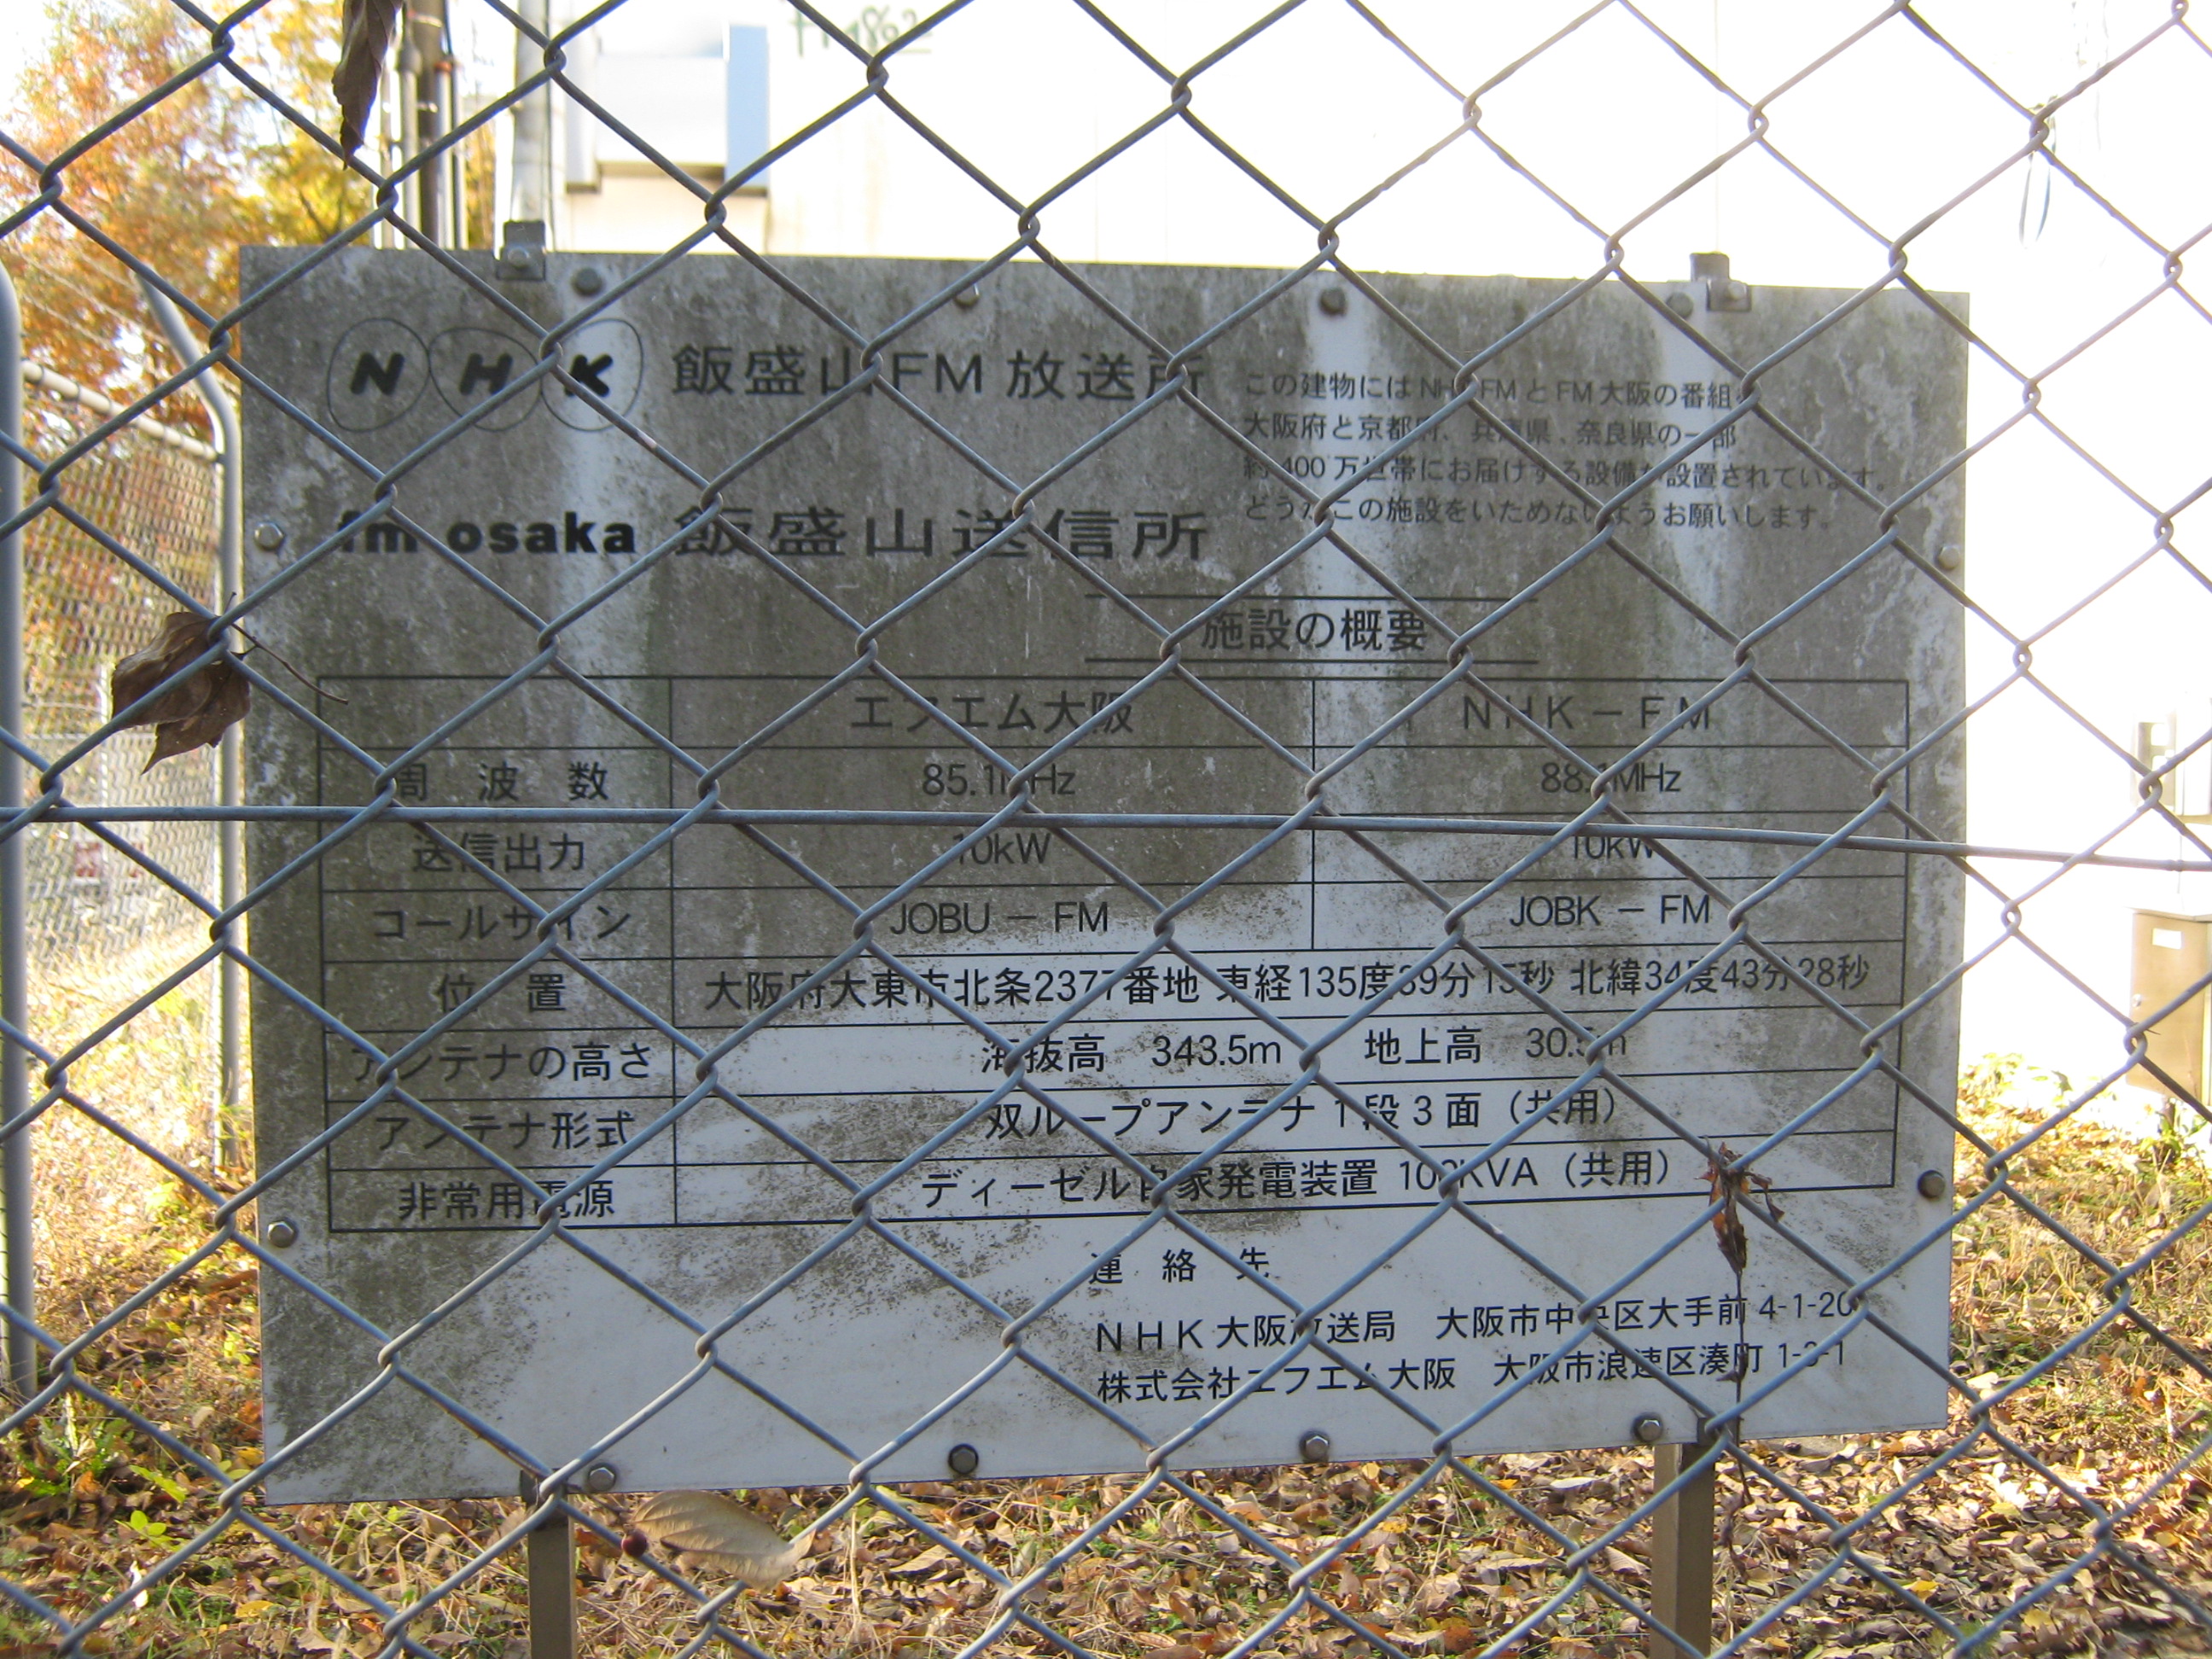 NHK 飯盛山FM放送所
fm osaka 飯盛山送信所
この建物にはNHK FMとFM大阪の番組を
大阪府と京都府、兵庫県、奈良県の一部
約400万世帯にお届けする設備が設置されています。
どうかこの施設をいためないようお願いします。
施設の概要
エフエム大阪 NHK－FM
周波数 85.1MHz 88.1MHz
送信出力 10kW 10kW
コールサイン JOBU－FM JOBK－FM
位置 大阪府大東市北条2377番地 東経135度39分15秒 北緯34度43分28秒
アンテナの高さ 海抜高 343.5m 地上高 30.5m
アンテナ形式 双ループアンテナ1段3面（共用）
非常用電源 ディーゼル自家発電装置 100KVA（共用）
連絡先
NHK大阪放送局 大阪市中央区大手前4-1-20
株式会社エフエム大阪 大阪市浪速区湊町1-3-1